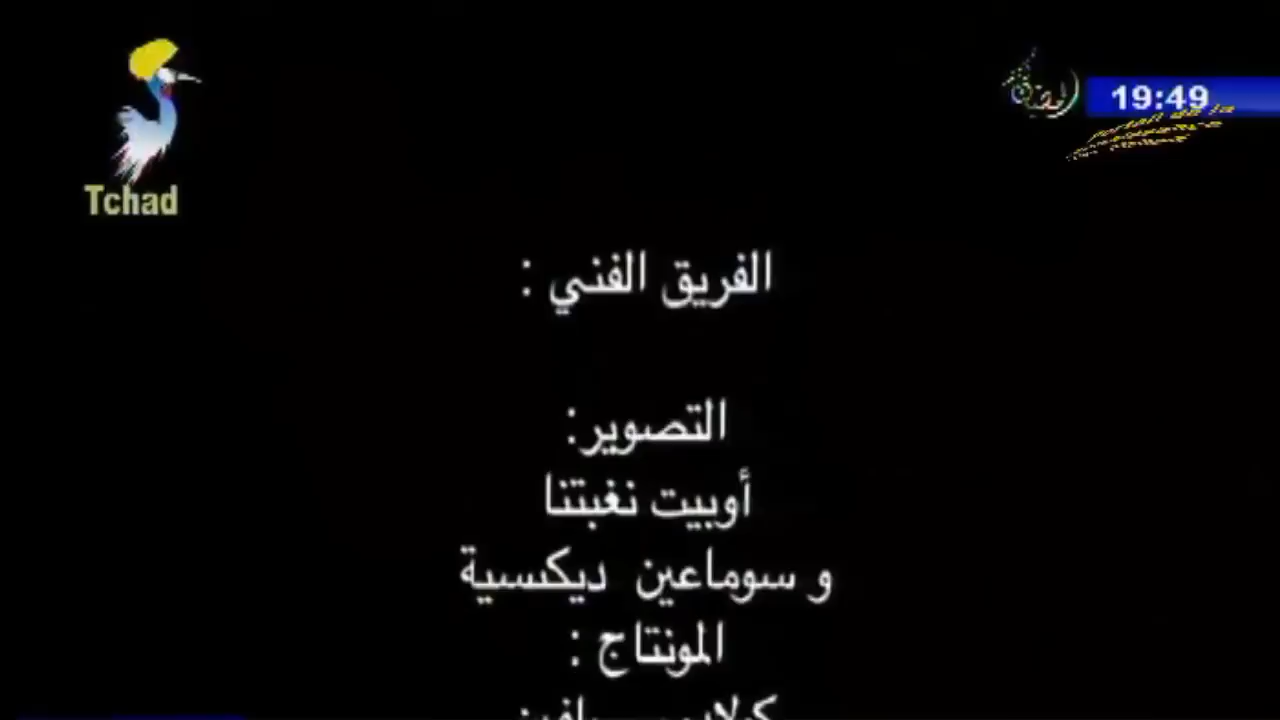 Tchad
19:49
الفريق الفني :
التصوير:
أوبيت نغبتنا
و سوماعين ديكسية
المونتاج :